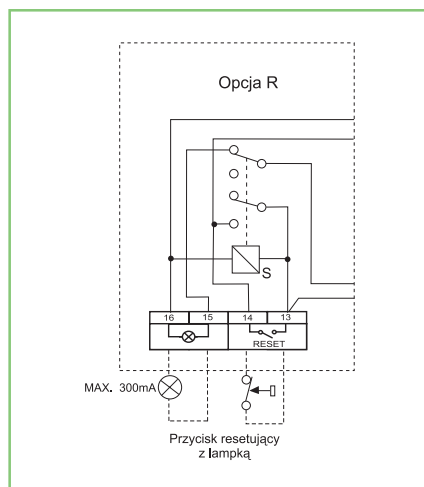 Opcja R
S
16 15 14 13
RESET
MAX. 300mA
Przycisk resetujący
z lampką